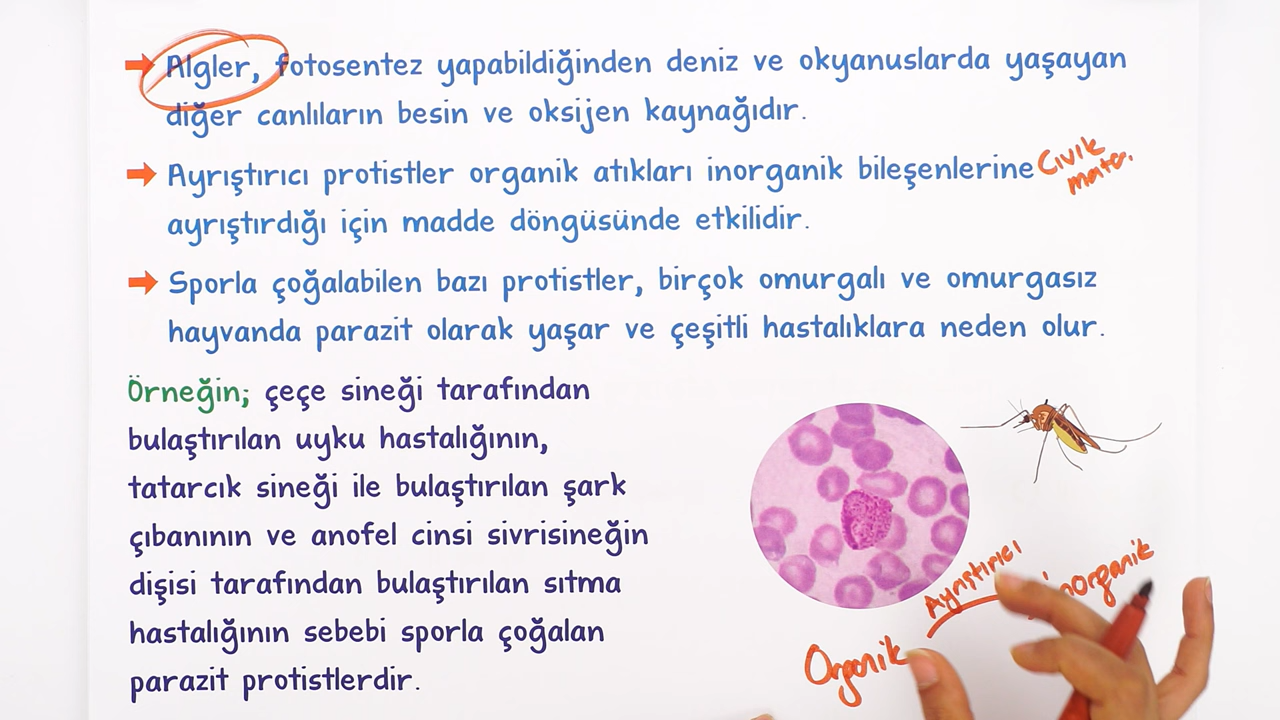 Algler, fotosentez yapabildiğinden deniz ve okyanuslarda yaşayan
diğer canlıların besin ve oksijen kaynağıdır.
Ayrıştırıcı protistler organik atıkları inorganik bileşenlerine
Cıvık
mantar.
ayrıştırdığı için madde döngüsünde etkilidir.
Sporla çoğalabilen bazı protistler, birçok omurgalı ve omurgasız
hayvanda parazit olarak yaşar ve çeşitli hastalıklara neden olur.
Örneğin; çeçe sineği tarafından
bulaştırılan uyku hastalığının,
tatarcık sineği ile bulaştırılan şark
çıbanının ve anofel cinsi sivrisineğin
dişisi tarafından bulaştırılan sıtma
hastalığının sebebi sporla çoğalan
parazit protistlerdir.
Organik
Ayrıştırıcı
inorganik